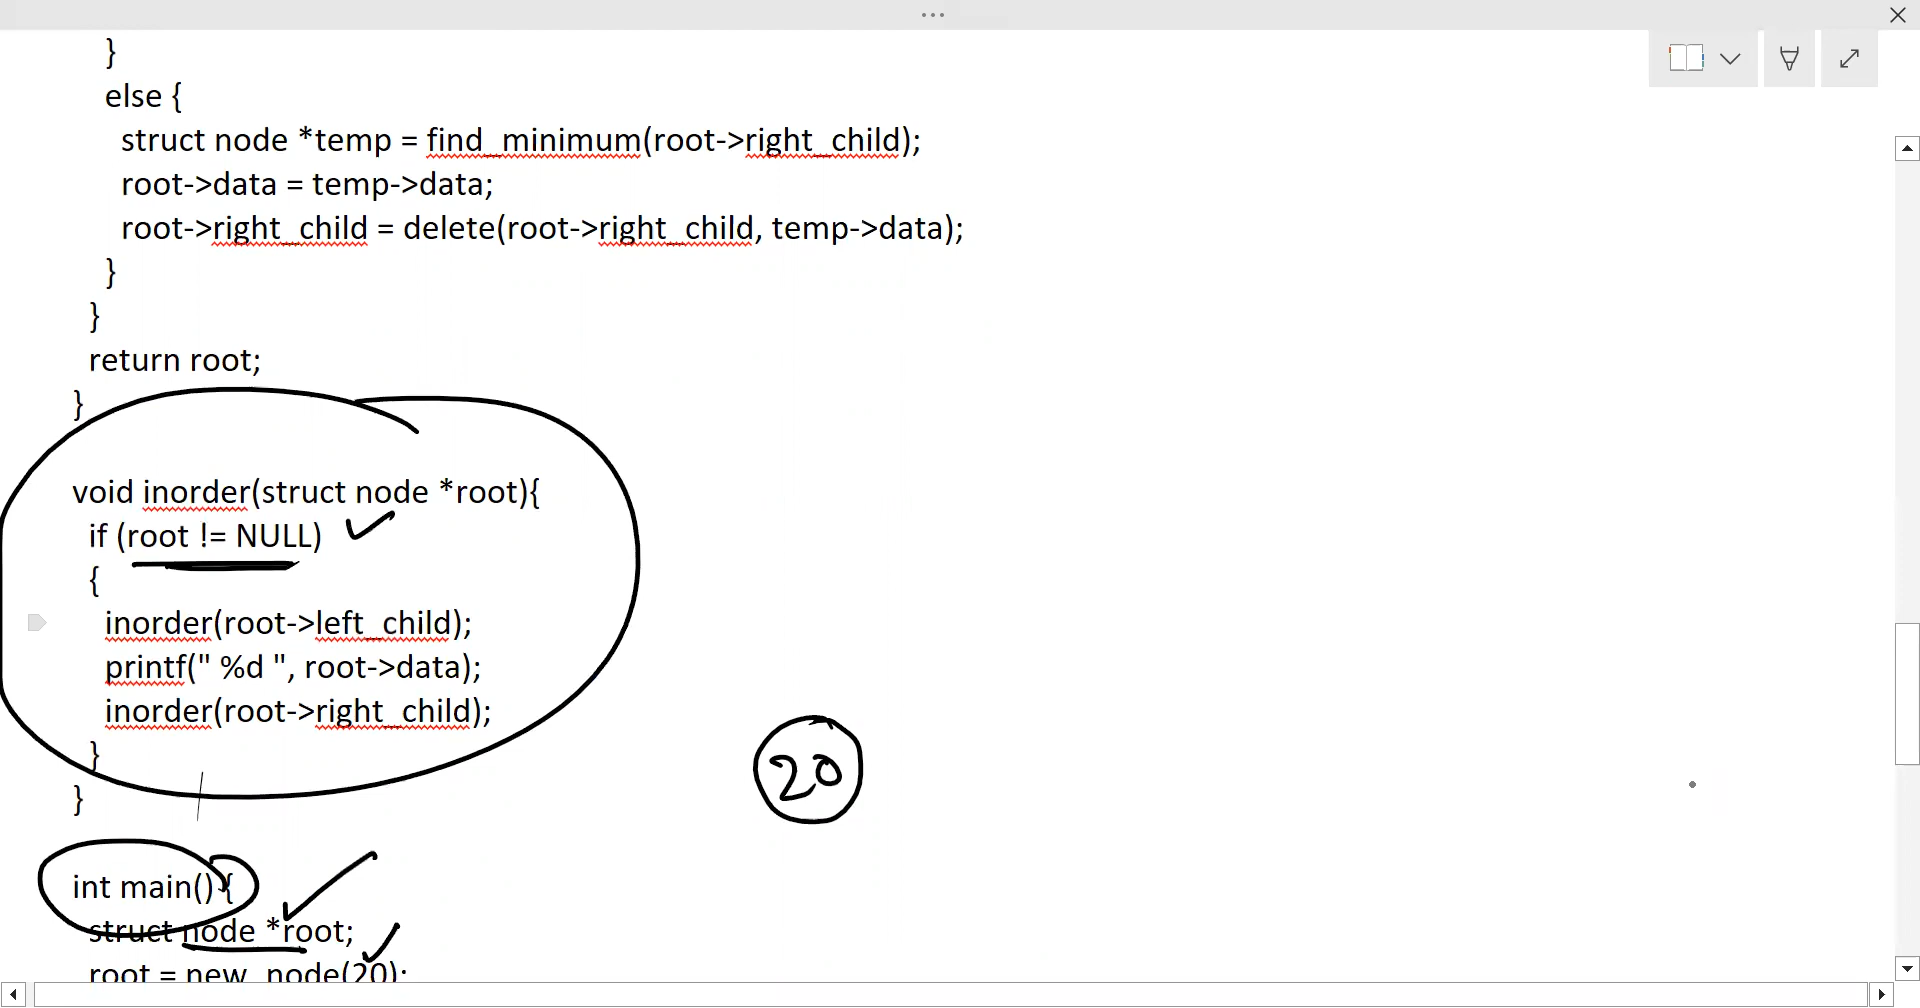 }
else {
struct node *temp = find_minimum(root->right_child);
root->data = temp->data;
root->right_child = delete(root->right_child, temp->data);
}
}
return root;
}
void inorder(struct node *root){
if (root != NULL)
{
inorder(root->left_child);
printf(" %d ", root->data);
inorder(root->right_child);
}
}
20
int main() {
struct node *root;
root = new_node(20);